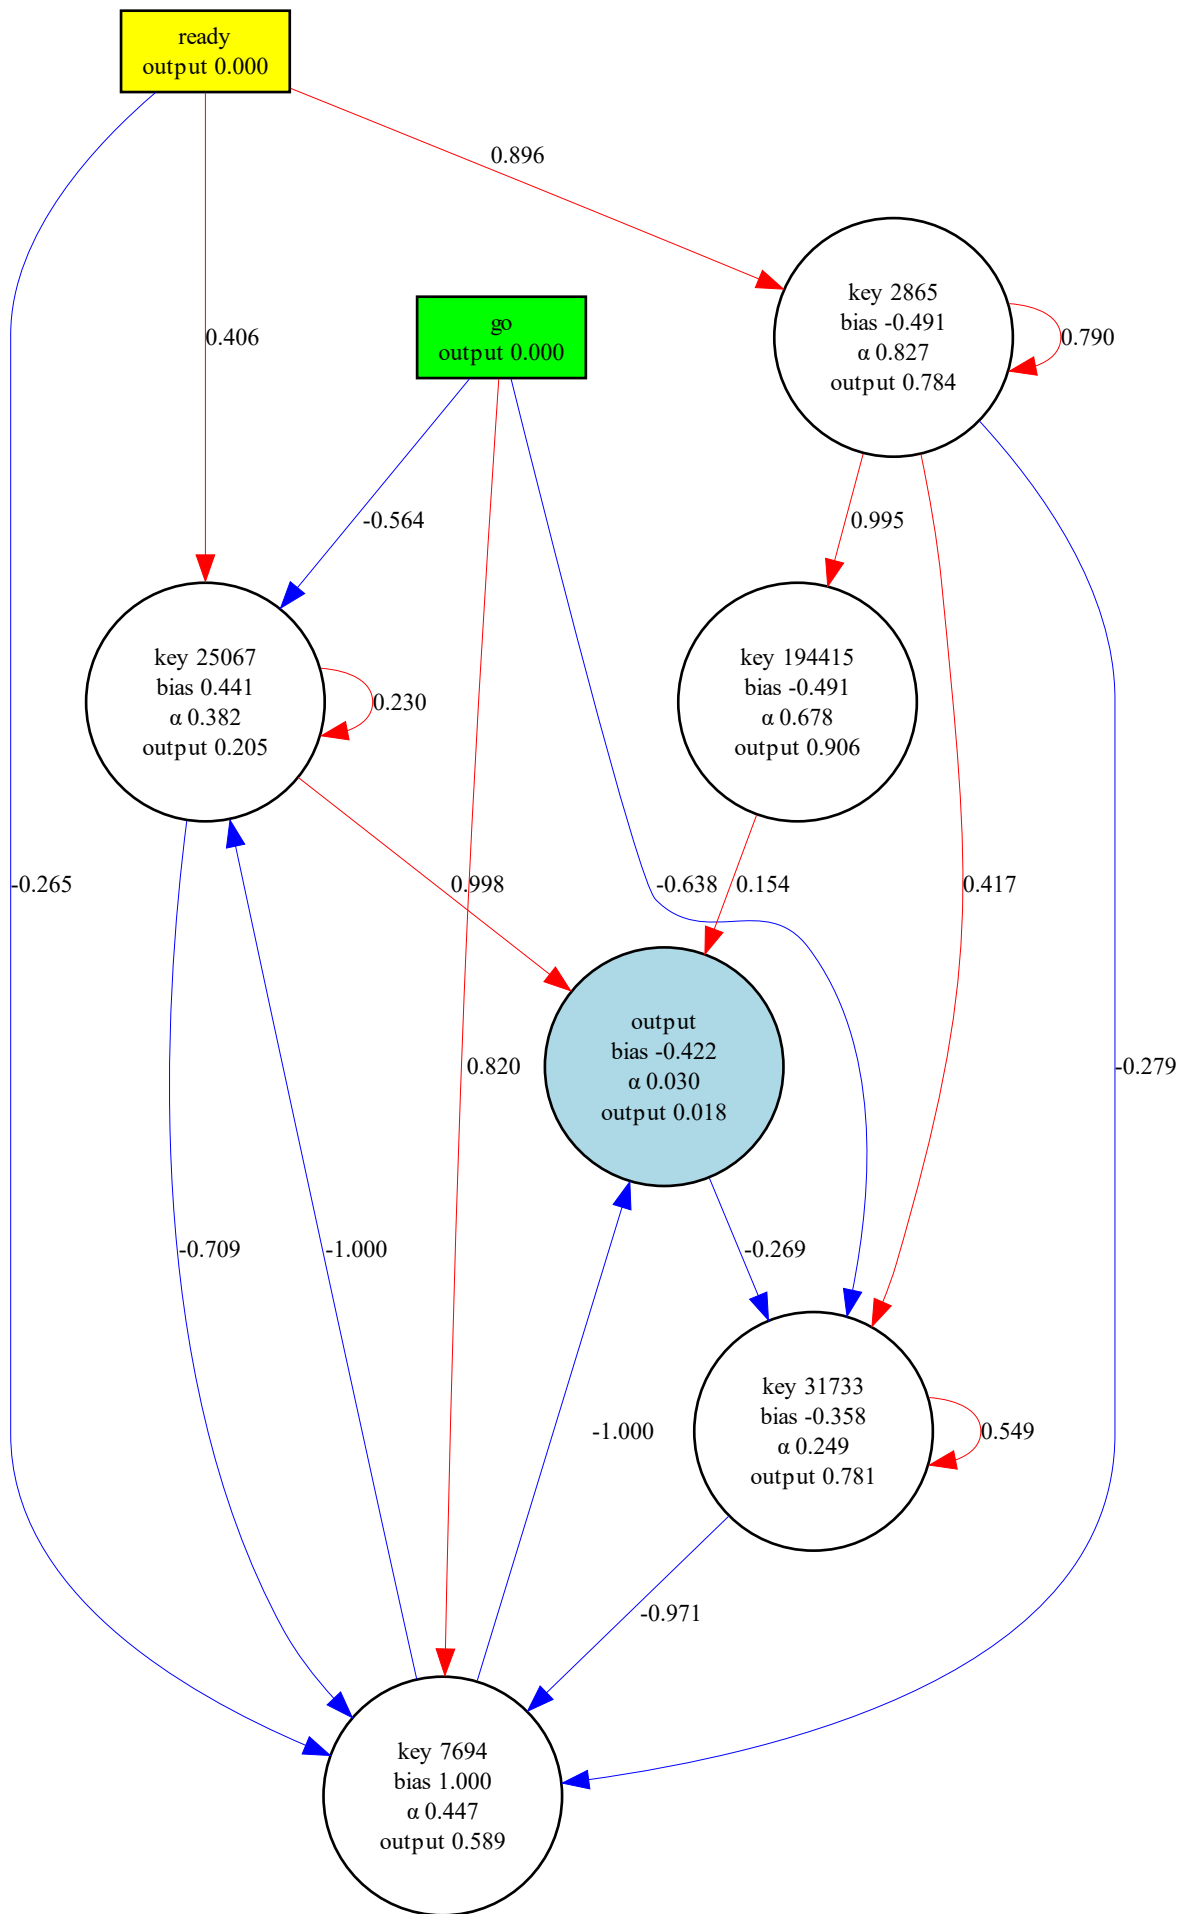 ready
output 0.000
0.896
key 2865
bias -0.491
α 0.827
output 0.784
0.790
go
output 0.000
0.406
-0.564
0.995
key 25067
bias 0.441
α 0.382
output 0.205
0.230
key 194415
bias -0.491
α 0.678
output 0.906
-0.265
0.998
-0.638
0.154
0.417
output
bias -0.422
α 0.030
output 0.018
0.820
-0.279
-0.709
-1.000
-0.269
key 31733
bias -0.358
α 0.249
output 0.781
0.549
-1.000
-0.971
key 7694
bias 1.000
α 0.447
output 0.589